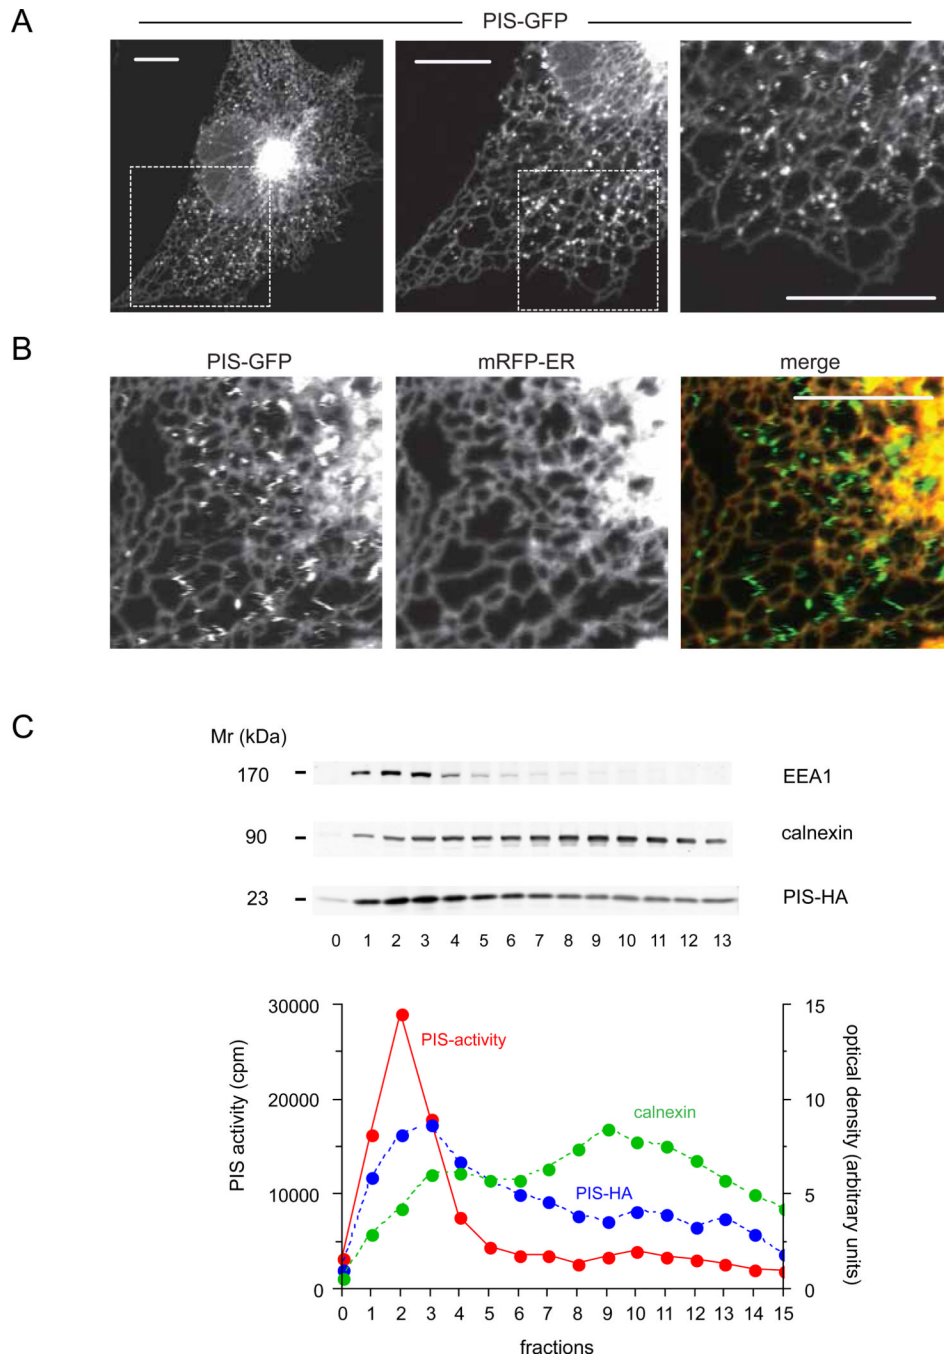 A
PIS-GFP
B
PIS-GFP mRFP-ER merge
C
Mr (kDa)
170 EEA1
90 calnexin
23 PIS-HA
0 1 2 3 4 5 6 7 8 9 10 11 12 13
30000 15
PIS-activity
20000 10
calnexin
PIS-HA
10000 5
0 0
PIS activity (cpm)
optical density (arbitrary units)
0 1 2 3 4 5 6 7 8 9 10 11 12 13 14 15
fractions